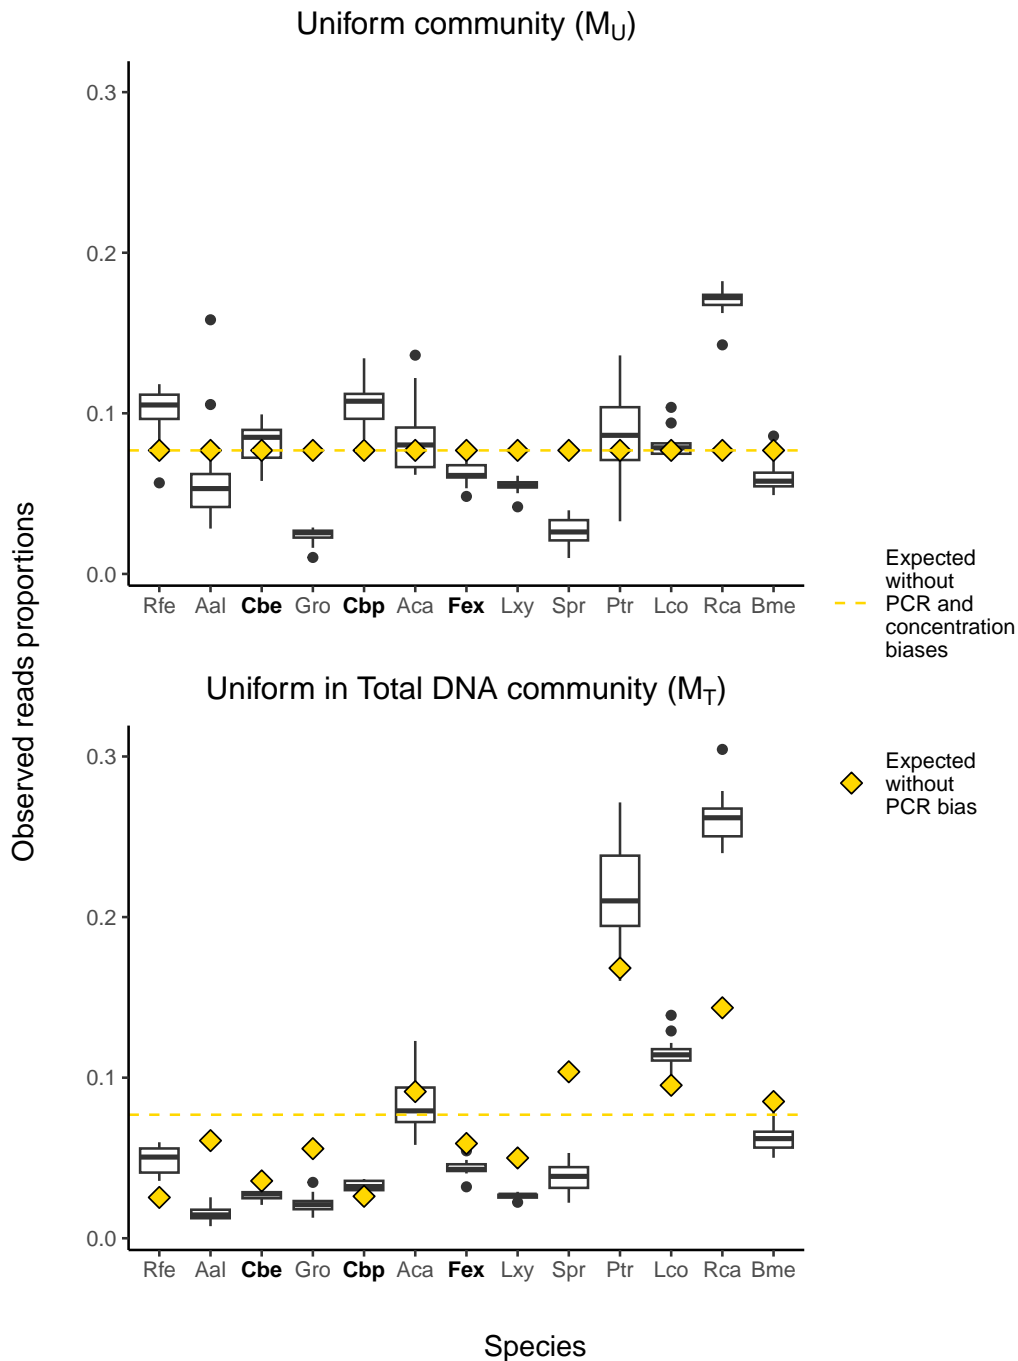 Uniform community (M_U)
0.3
0.2
0.1
0.0
Rfe Aal Cbe Gro Cbp Aca Fex Lxy Spr Ptr Lco Rca Bme
Observed reads proportions
Expected
without
PCR and
concentration
biases
Uniform in Total DNA community (M_T)
0.3
0.2
0.1
0.0
Rfe Aal Cbe Gro Cbp Aca Fex Lxy Spr Ptr Lco Rca Bme
Expected
without
PCR bias
Species